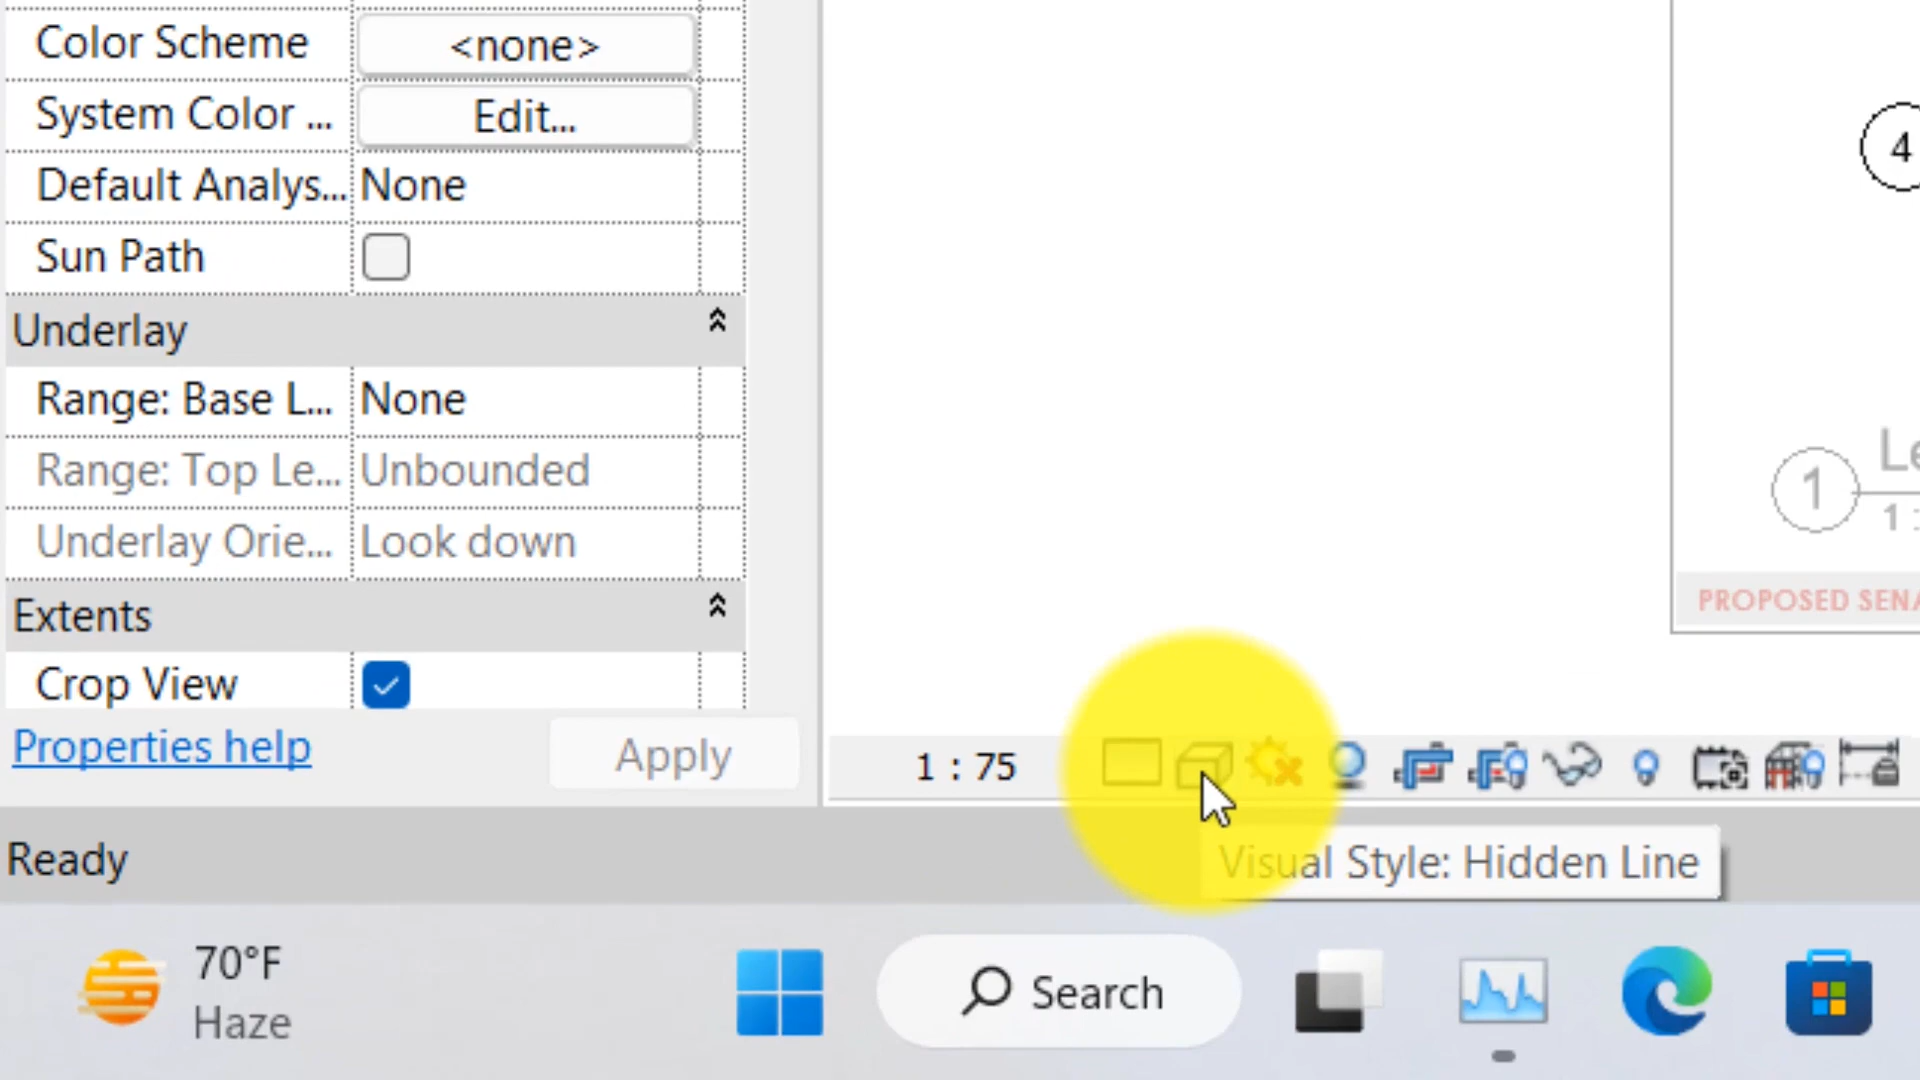 Color Scheme <none>
System Color ... Edit...
Default Analys... None
Sun Path
Underlay
Range: Base L... None
Range: Top Le... Unbounded
Underlay Orie... Look down
Extents
Crop View
Properties help Apply
4
1 Le
1 :
PROPOSED SENA
1 : 75
Ready
Visual Style: Hidden Line
70°F
Haze
Search